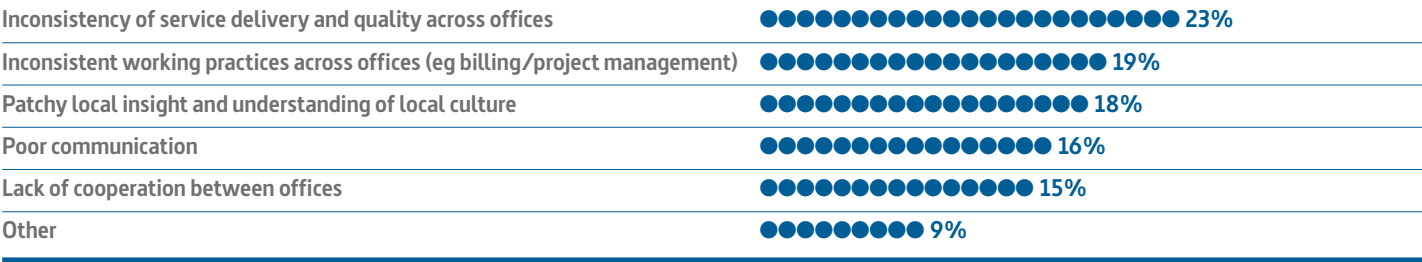 Inconsistency of service delivery and quality across offices 23%
Inconsistent working practices across offices (eg billing/project management) 19%
Patchy local insight and understanding of local culture 18%
Poor communication 16%
Lack of cooperation between offices 15%
Other 9%